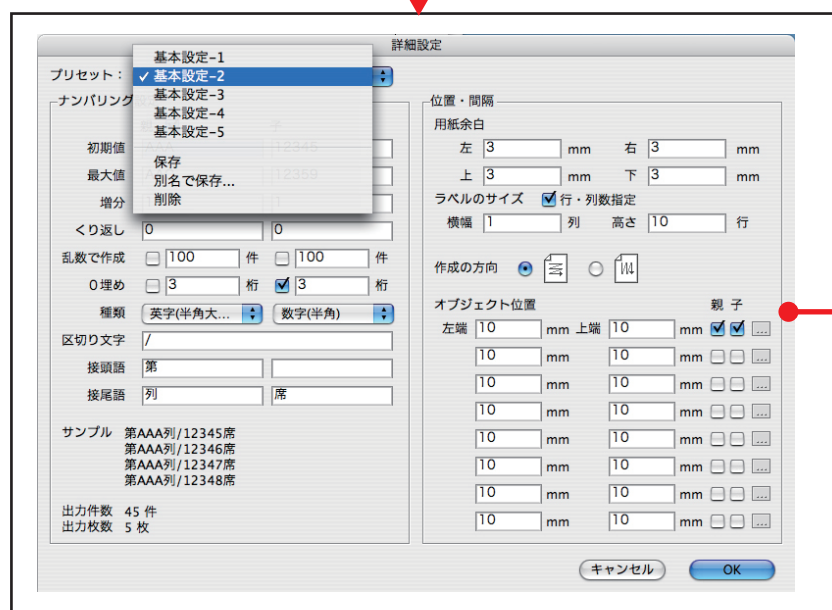 詳細設定
プリセット：
基本設定-1
✓ 基本設定-2
基本設定-3
基本設定-4
基本設定-5
保存
別名で保存...
削除
ナンバリング
初期値 AAA 12345
最大値 12359
増分
くり返し 0 0
乱数で作成 100 件 100 件
0埋め 3 桁 3 桁
種類 英字(半角大... 数字(半角)
区切り文字 /
接頭語 第
接尾語 列 席
サンプル 第AAA列/12345席
第AAA列/12346席
第AAA列/12347席
第AAA列/12348席
出力件数 45 件
出力枚数 5 枚
位置・間隔
用紙余白
左 3 mm 右 3 mm
上 3 mm 下 3 mm
ラベルのサイズ 行・列数指定
横幅 1 列 高さ 10 行
作成の方向
オブジェクト位置 親 子
左端 10 mm 上端 10 mm ...
10 mm 10 mm ...
10 mm 10 mm ...
10 mm 10 mm ...
10 mm 10 mm ...
10 mm 10 mm ...
10 mm 10 mm ...
10 mm 10 mm ...
キャンセル OK